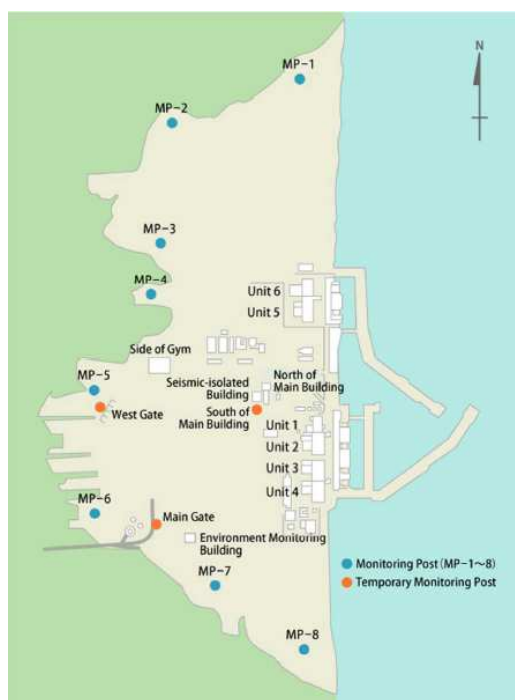 MP-1
N
MP-2
MP-3
MP-4
Unit 6
Unit 5
Side of Gym
MP-5
North of
Main Building
Seismic-isolated
Building
West Gate
South of
Main Building
Unit 1
Unit 2
Unit 3
Unit 4
MP-6
Main Gate
Environment Monitoring
Building
MP-7
Monitoring Post (MP-1～8)
Temporary Monitoring Post
MP-8